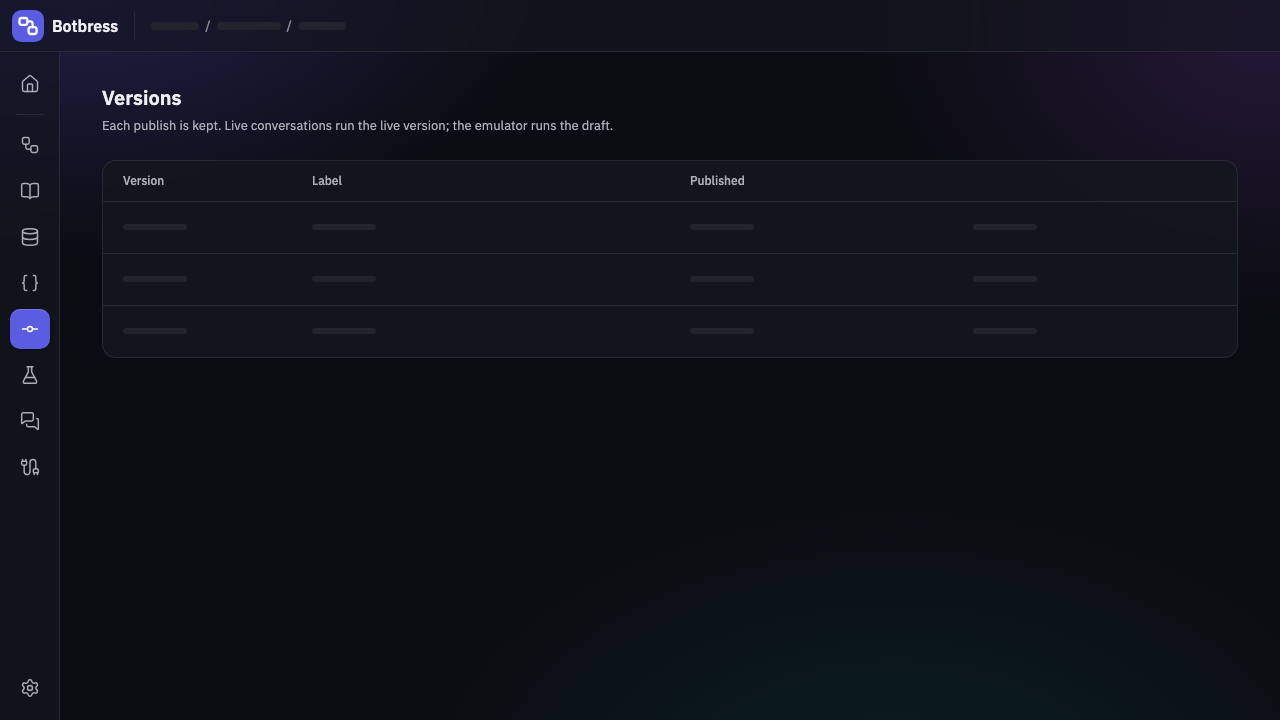 Botbress / /
Versions
Each publish is kept. Live conversations run the live version; the emulator runs the draft.
Version Label Published